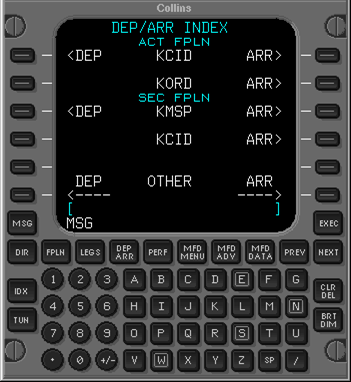 Collins
DEP/ARR INDEX
ACT FPLN
<DEP KCID ARR>
KORD ARR>
SEC FPLN
<DEP KMSP ARR>
KCID ARR>
DEP OTHER ARR
<---- ---->
[ ]
MSG
MSG EXEC
DIR FPLN LEGS DEP ARR PERF MFD MENU MFD ADV MFD DATA PREV NEXT
1 2 3 A B C D E F G
IDX 4 5 6 H I J K L M N CLR DEL
TUN 7 8 9 O P Q R S T U BRT DIM
. 0 +/- V W X Y Z SP /